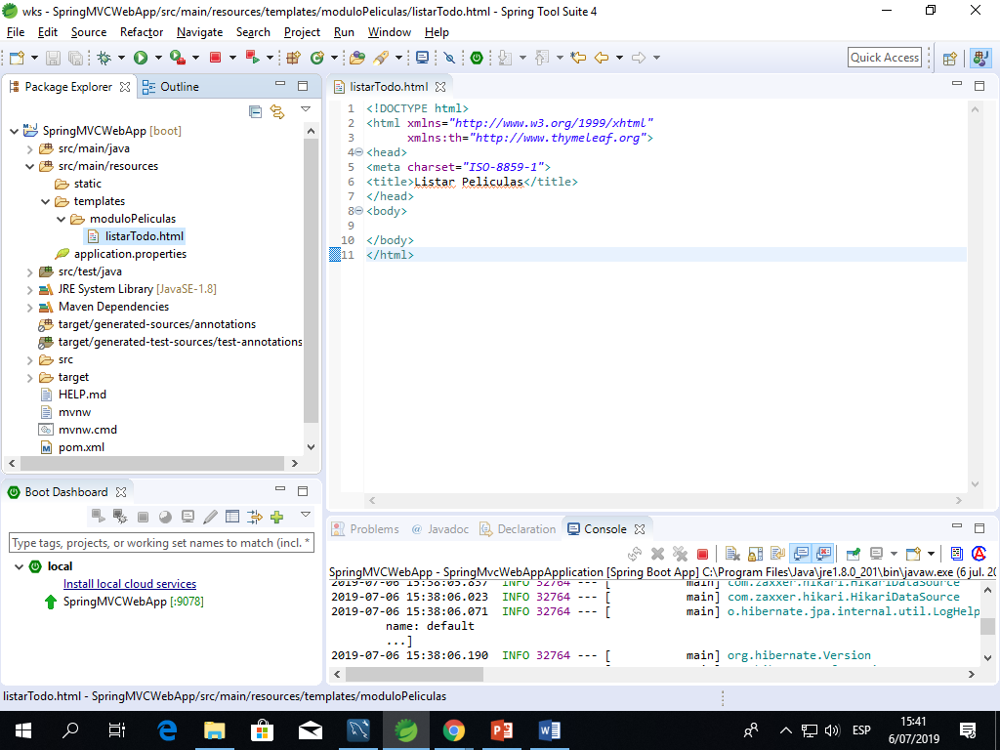 wks - SpringMVCWebApp/src/main/resources/templates/moduloPeliculas/listarTodo.html - Spring Tool Suite 4
File Edit Source Refactor Navigate Search Project Run Window Help
Quick Access
Package Explorer
Outline
SpringMVCWebApp [boot]
src/main/java
src/main/resources
static
templates
moduloPeliculas
listarTodo.html
application.properties
src/test/java
JRE System Library [JavaSE-1.8]
Maven Dependencies
target/generated-sources/annotations
target/generated-test-sources/test-annotations
src
target
HELP.md
mvnw
mvnw.cmd
pom.xml
listarTodo.html
1 <!DOCTYPE html>
2 <html xmlns="http://www.w3.org/1999/xhtml"
3 xmlns:th="http://www.thymeleaf.org">
4 <head>
5 <meta charset="ISO-8859-1">
6 <title>Listar Peliculas</title>
7 </head>
8 <body>
9
10 </body>
11 </html>
Boot Dashboard
Type tags, projects, or working set names to match (incl. *
local
Install local cloud services
SpringMVCWebApp [:9078]
Problems @ Javadoc Declaration Console
SpringMVCWebApp - SpringMvcWebAppApplication [Spring Boot App] C:\Program Files\Java\jre1.8.0_201\bin\javaw.exe (6 jul. 20
2019-07-06 15:38:05.857 INFO 32764 --- [ main] com.zaxxer.hikari.HikariDataSource
2019-07-06 15:38:06.023 INFO 32764 --- [ main] com.zaxxer.hikari.HikariDataSource
2019-07-06 15:38:06.071 INFO 32764 --- [ main] o.hibernate.jpa.internal.util.LogHelp
name: default
...]
2019-07-06 15:38:06.190 INFO 32764 --- [ main] org.hibernate.Version
listarTodo.html - SpringMVCWebApp/src/main/resources/templates/moduloPeliculas
ESP
15:41
6/07/2019